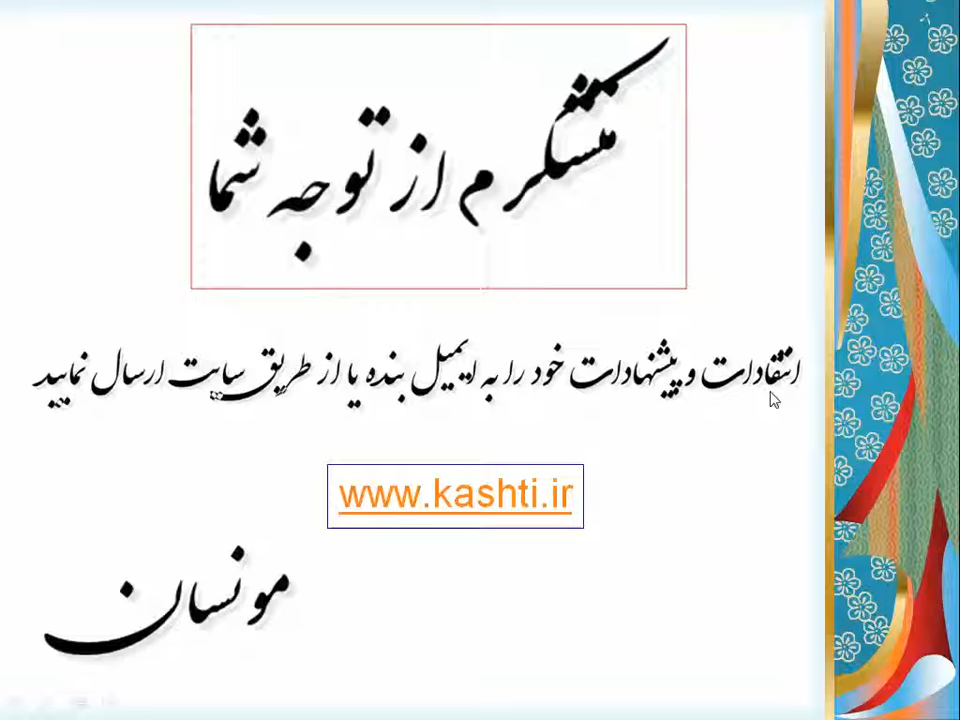 متشکرم از توجه شما
انتقادات و پیشنهادات خود را به ایمیل بنده یا از طریق سایت ارسال نمایید
www.kashti.ir
مونسان